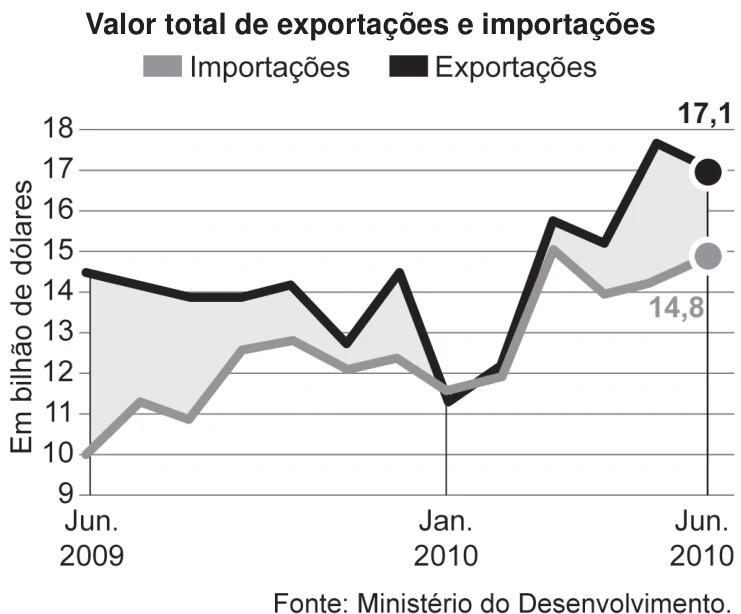 Valor total de exportações e importações
Importações Exportações
17,1
18
17
16
15
14
13
12
11
10
9
Em bilhão de dólares
14,8
Jun.
2009
Jan.
2010
Jun.
2010
Fonte: Ministério do Desenvolvimento.